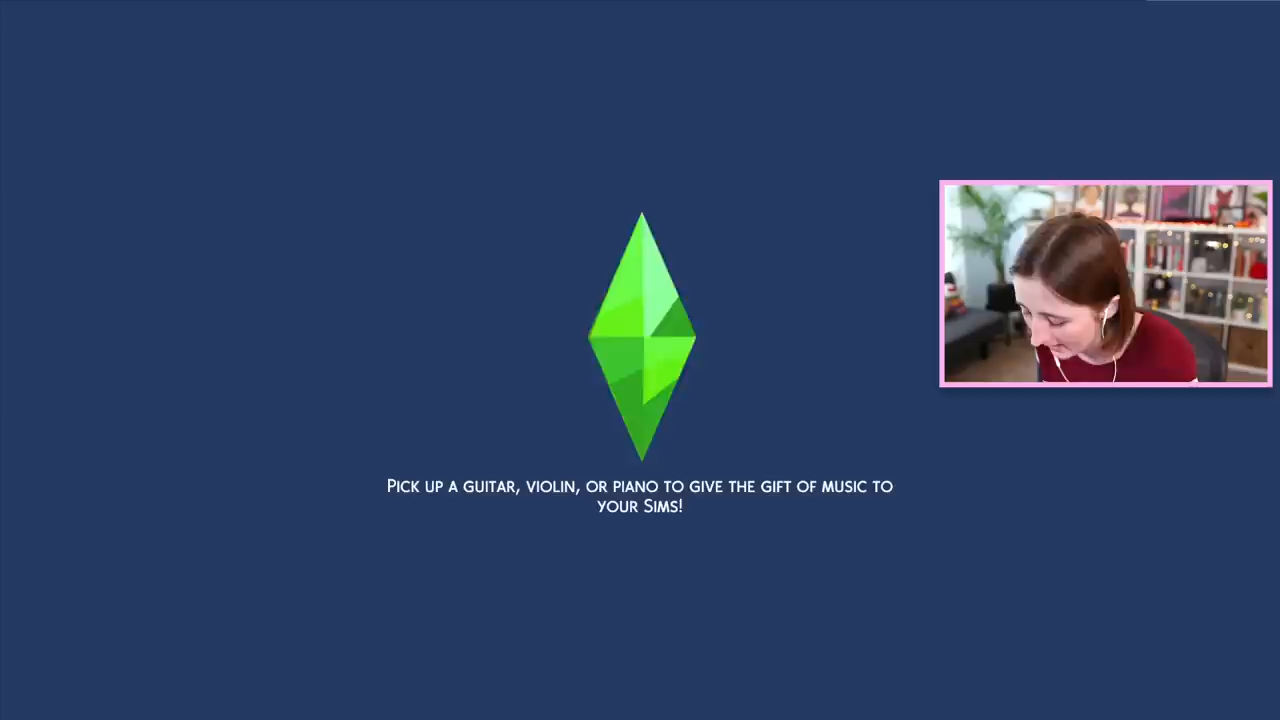 Pick up a guitar, violin, or piano to give the gift of music to
your Sims!